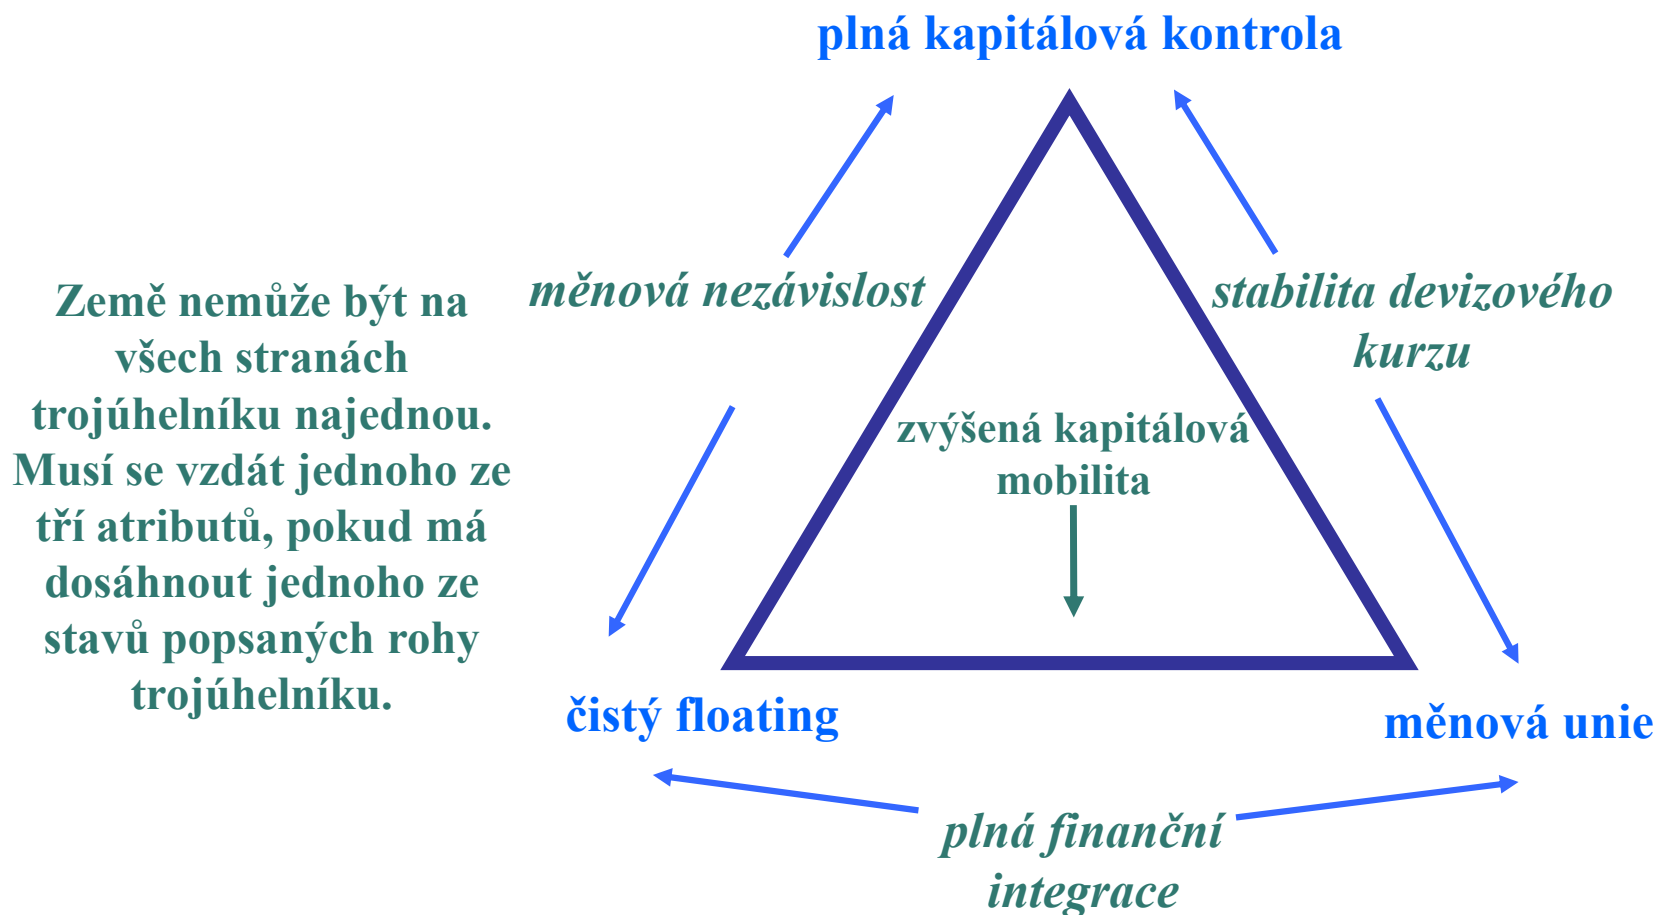 plná kapitálová kontrola
měnová nezávislost
stabilita devizového
kurzu
Země nemůže být na
všech stranách
trojúhelníku najednou.
Musí se vzdát jednoho ze
tří atributů, pokud má
dosáhnout jednoho ze
stavů popsaných rohy
trojúhelníku.
zvýšená kapitálová
mobilita
čistý floating
měnová unie
plná finanční
integrace